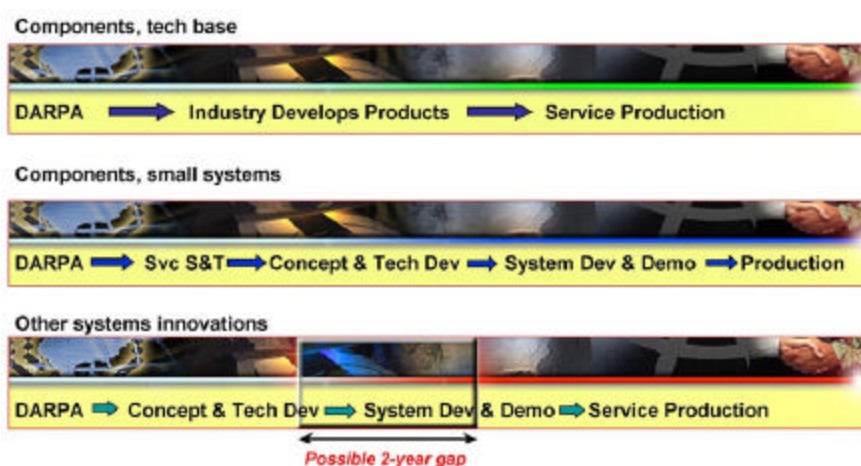 Components, tech base
DARPA Industry Develops Products Service Production
Components, small systems
DARPA Svc S&T Concept & Tech Dev System Dev & Demo Production
Other systems innovations
DARPA Concept & Tech Dev System Dev & Demo Service Production
Possible 2-year gap